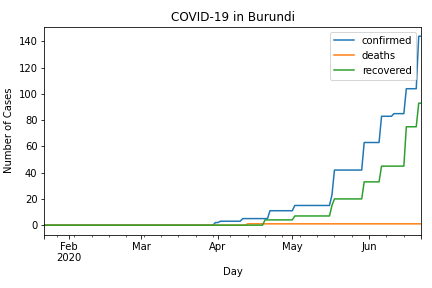 COVID-19 in Burundi
confirmed
deaths
recovered
Number of Cases
140
120
100
80
60
40
20
0
Feb
2020
Mar
Apr
May
Jun
Day